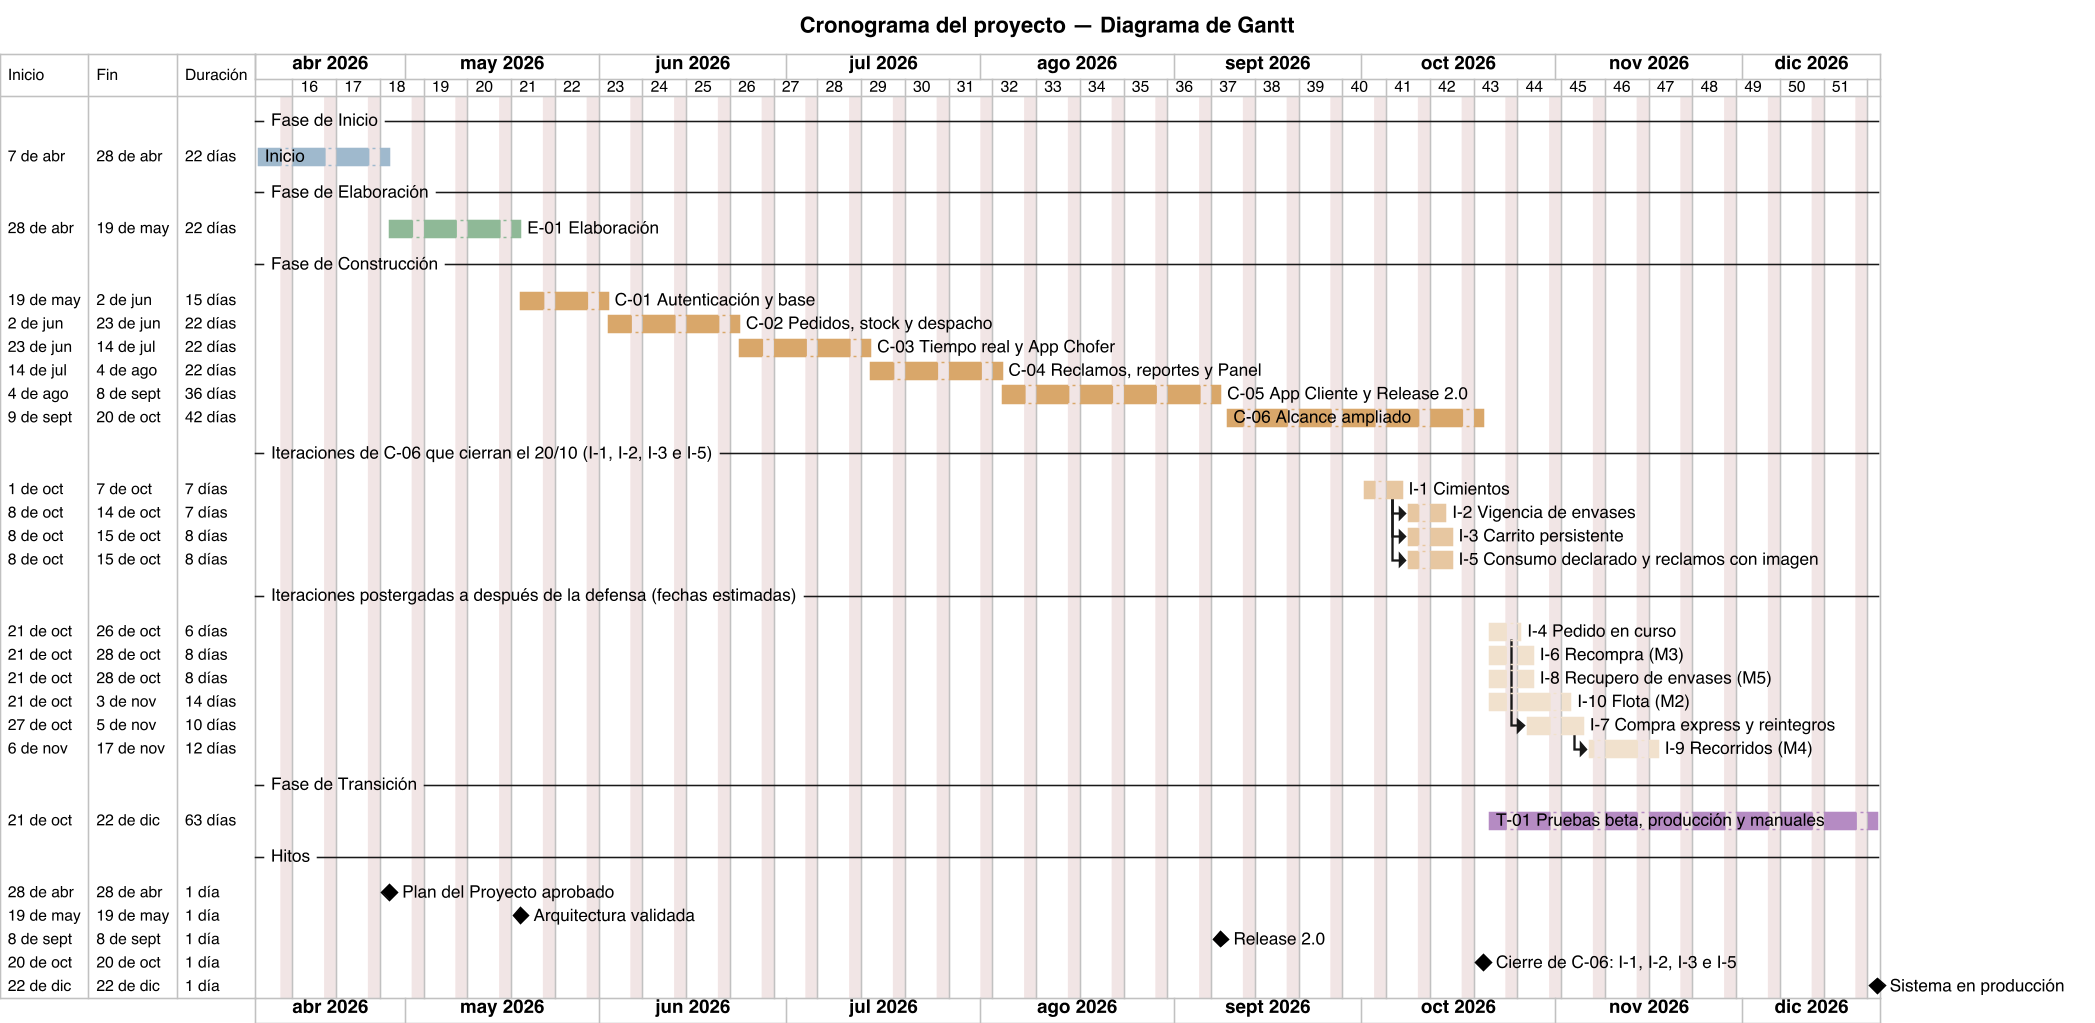 Cronograma del proyecto — Diagrama de Gantt
Inicio Fin Duración abr 2026 may 2026 jun 2026 jul 2026 ago 2026 sept 2026 oct 2026 nov 2026 dic 2026
16 17 18 19 20 21 22 23 24 25 26 27 28 29 30 31 32 33 34 35 36 37 38 39 40 41 42 43 44 45 46 47 48 49 50 51
Fase de Inicio
7 de abr 28 de abr 22 días Inicio
Fase de Elaboración
28 de abr 19 de may 22 días E-01 Elaboración
Fase de Construcción
19 de may 2 de jun 15 días C-01 Autenticación y base
2 de jun 23 de jun 22 días C-02 Pedidos, stock y despacho
23 de jun 14 de jul 22 días C-03 Tiempo real y App Chofer
14 de jul 4 de ago 22 días C-04 Reclamos, reportes y Panel
4 de ago 8 de sept 36 días C-05 App Cliente y Release 2.0
9 de sept 20 de oct 42 días C-06 Alcance ampliado
Iteraciones de C-06 que cierran el 20/10 (I-1, I-2, I-3 e I-5)
1 de oct 7 de oct 7 días I-1 Cimientos
8 de oct 14 de oct 7 días I-2 Vigencia de envases
8 de oct 15 de oct 8 días I-3 Carrito persistente
8 de oct 15 de oct 8 días I-5 Consumo declarado y reclamos con imagen
Iteraciones postergadas a después de la defensa (fechas estimadas)
21 de oct 26 de oct 6 días I-4 Pedido en curso
21 de oct 28 de oct 8 días I-6 Recompra (M3)
21 de oct 28 de oct 8 días I-8 Recupero de envases (M5)
21 de oct 3 de nov 14 días I-10 Flota (M2)
27 de oct 5 de nov 10 días I-7 Compra express y reintegros
6 de nov 17 de nov 12 días I-9 Recorridos (M4)
Fase de Transición
21 de oct 22 de dic 63 días T-01 Pruebas beta, producción y manuales
Hitos
28 de abr 28 de abr 1 día Plan del Proyecto aprobado
19 de may 19 de may 1 día Arquitectura validada
8 de sept 8 de sept 1 día Release 2.0
20 de oct 20 de oct 1 día Cierre de C-06: I-1, I-2, I-3 e I-5
22 de dic 22 de dic 1 día Sistema en producción
abr 2026 may 2026 jun 2026 jul 2026 ago 2026 sept 2026 oct 2026 nov 2026 dic 2026